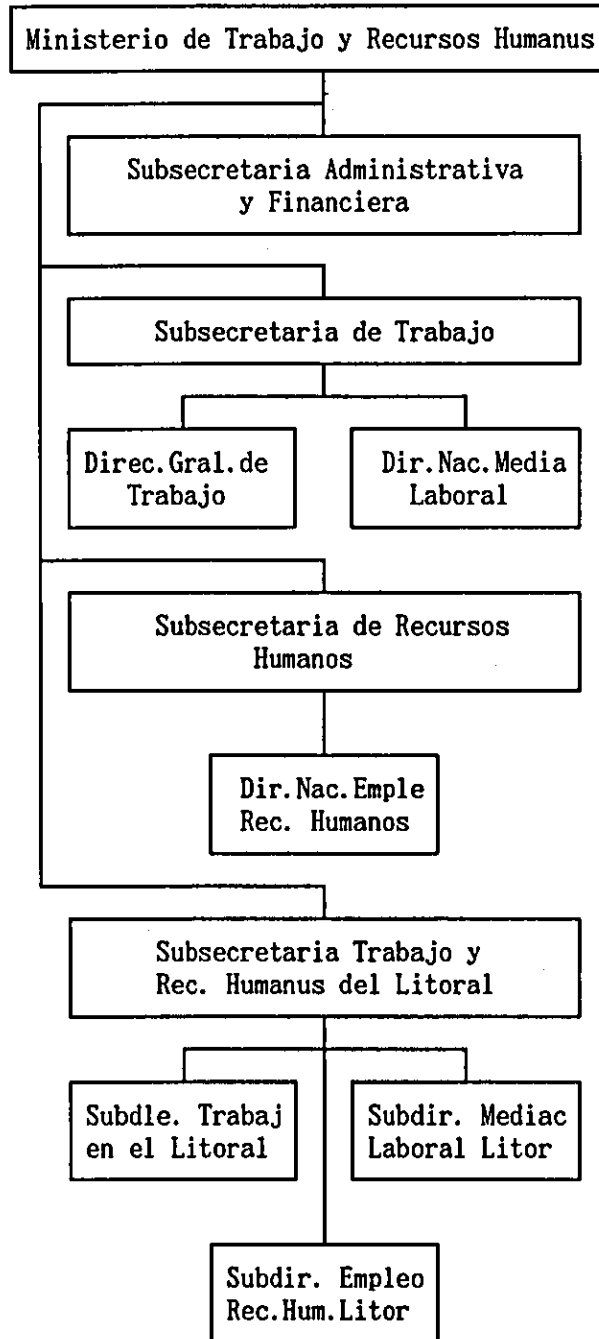 Ministerio de Trabajo y Recursos Humanus
Subsecretaria Administrativa
y Financiera
Subsecretaria de Trabajo
Direc.Gral.de
Trabajo
Dir.Nac.Media
Laboral
Subsecretaria de Recursos
Humanos
Dir.Nac.Emple
Rec. Humanos
Subsecretaria Trabajo y
Rec. Humanus del Litoral
Subdle. Trabaj
en el Litoral
Subdir. Mediac
Laboral Litor
Subdir. Empleo
Rec.Hum.Litor